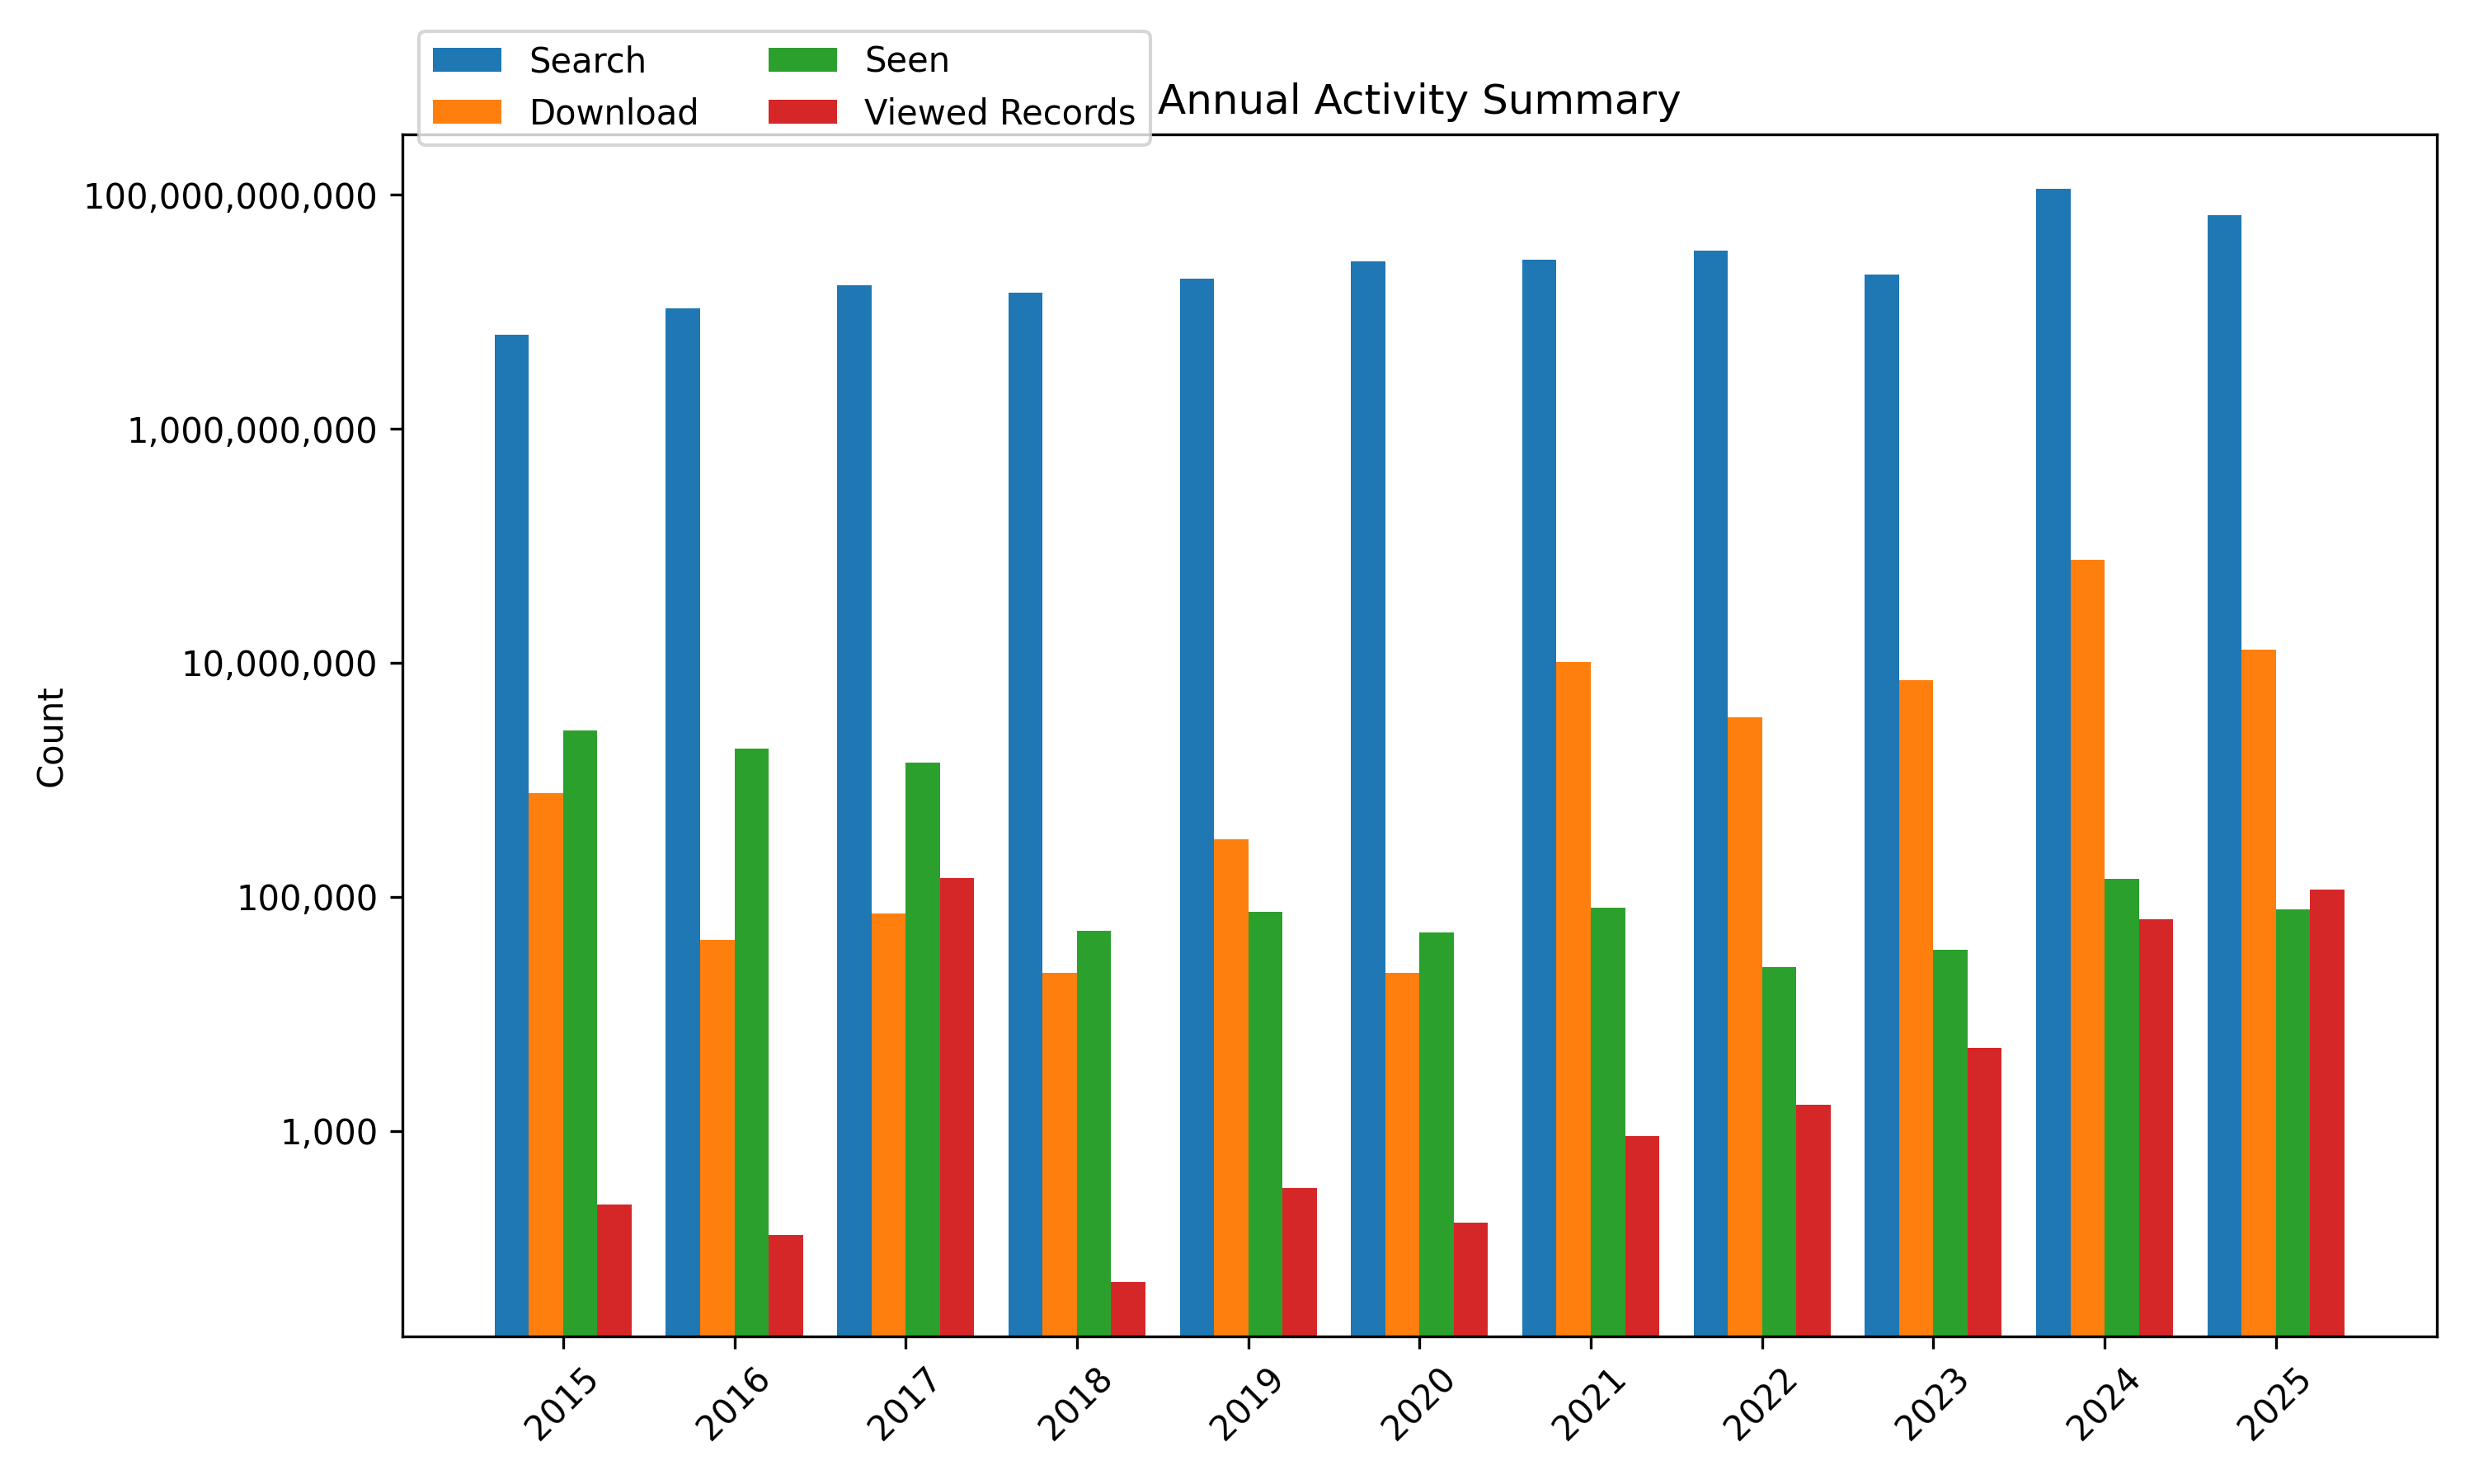 Search
Download
Seen
Viewed Records
Annual Activity Summary
Count
100,000,000,000
1,000,000,000
10,000,000
100,000
1,000
2015
2016
2017
2018
2019
2020
2021
2022
2023
2024
2025